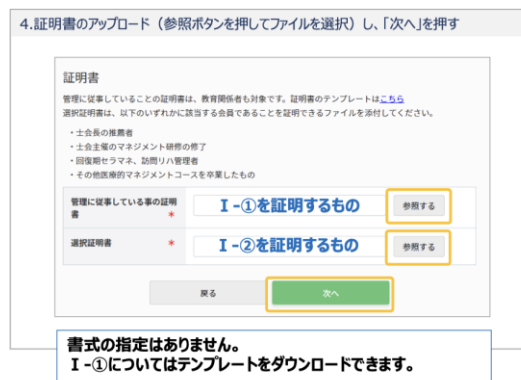 4.証明書のアップロード（参照ボタンを押してファイルを選択）し、「次へ」を押す
証明書
管理に従事していることの証明書は、教育関係者も対象です。証明書のテンプレートはこちら
選択証明書は、以下のいずれかに該当する会員であることを証明できるファイルを添付してください。
・士会長の推薦者
・士会主催のマネジメント研修の修了
・回復期セラマネ、訪問リハ管理者
・その他医療的マネジメントコースを卒業したもの
管理に従事している事の証明書 *
Ⅰ-①を証明するもの
参照する
選択証明書 *
Ⅰ-②を証明するもの
参照する
戻る
次へ
書式の指定はありません。
Ⅰ-①についてはテンプレートをダウンロードできます。